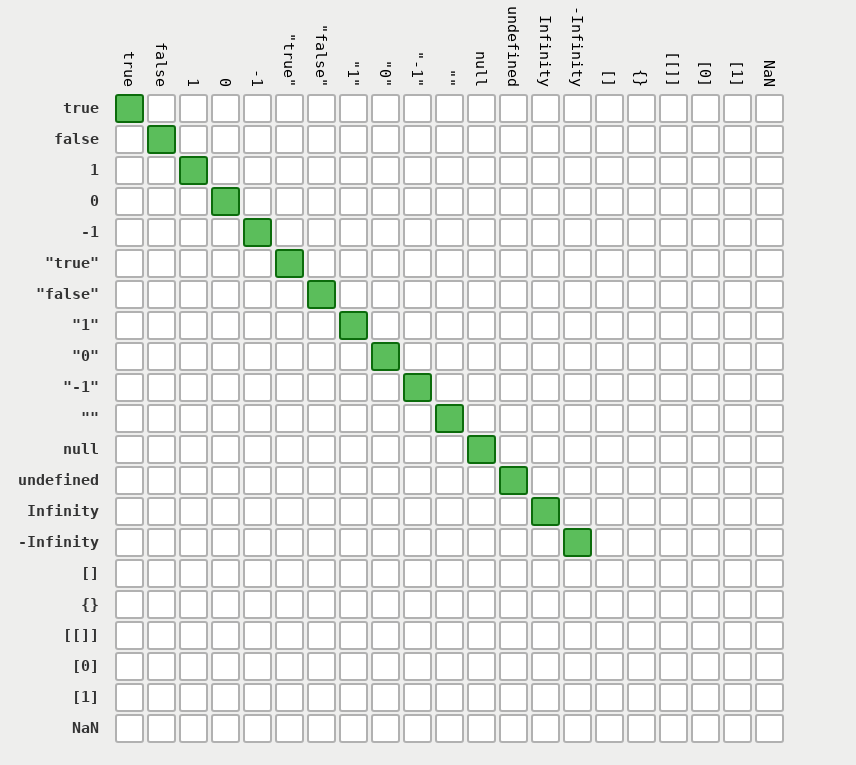 true
false
1
0
-1
"true"
"false"
"1"
"0"
"-1"
""
null
undefined
Infinity
-Infinity
[]
{}
[[]]
[0]
[1]
NaN
true
false
1
0
-1
"true"
"false"
"1"
"0"
"-1"
""
null
undefined
Infinity
-Infinity
[]
{}
[[]]
[0]
[1]
NaN